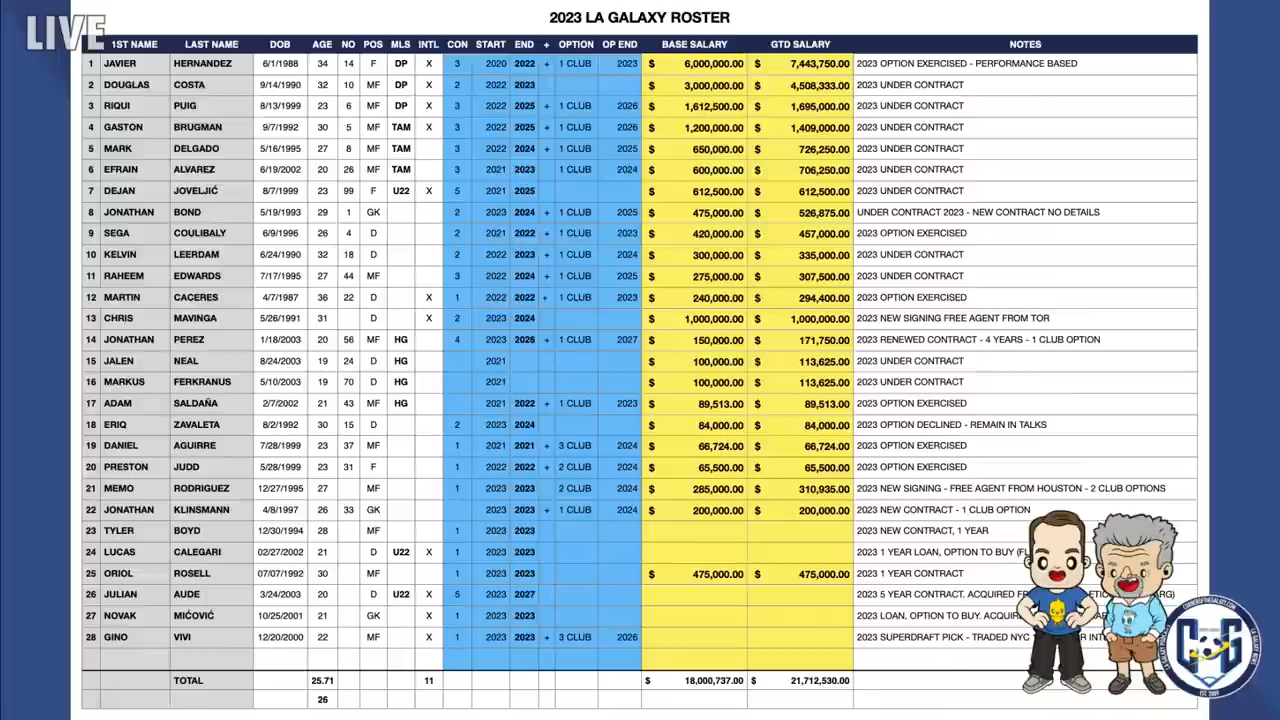 LIVE
2023 LA GALAXY ROSTER
1ST NAME LAST NAME DOB AGE NO POS MLS INTL CON START END + OPTION OP END BASE SALARY GTD SALARY NOTES
1 JAVIER HERNANDEZ 6/1/1988 34 14 F DP X 3 2020 2022 + 1 CLUB 2023 $ 6,000,000.00 $ 7,443,750.00 2023 OPTION EXERCISED - PERFORMANCE BASED
2 DOUGLAS COSTA 9/14/1990 32 10 MF DP X 2 2022 2023 $ 3,000,000.00 $ 4,508,333.00 2023 UNDER CONTRACT
3 RIQUI PUIG 8/13/1999 23 6 MF DP X 3 2022 2025 + 1 CLUB 2026 $ 1,612,500.00 $ 1,695,000.00 2023 UNDER CONTRACT
4 GASTON BRUGMAN 9/7/1992 30 5 MF TAM X 3 2022 2025 + 1 CLUB 2026 $ 1,200,000.00 $ 1,409,000.00 2023 UNDER CONTRACT
5 MARK DELGADO 5/16/1995 27 8 MF TAM 3 2022 2024 + 1 CLUB 2025 $ 650,000.00 $ 726,250.00 2023 UNDER CONTRACT
6 EFRAIN ALVAREZ 6/19/2002 20 26 MF TAM 3 2021 2023 1 CLUB 2024 $ 600,000.00 $ 706,250.00 2023 UNDER CONTRACT
7 DEJAN JOVELJIĆ 8/7/1999 23 99 F U22 X 5 2021 2025 $ 612,500.00 $ 612,500.00 2023 UNDER CONTRACT
8 JONATHAN BOND 5/19/1993 29 1 GK 2 2023 2024 + 1 CLUB 2025 $ 475,000.00 $ 526,875.00 UNDER CONTRACT 2023 - NEW CONTRACT NO DETAILS
9 SEGA COULIBALY 6/9/1996 26 4 D 2 2021 2022 + 1 CLUB 2023 $ 420,000.00 $ 457,000.00 2023 OPTION EXERCISED
10 KELVIN LEERDAM 6/24/1990 32 18 D 2 2022 2023 + 1 CLUB 2024 $ 300,000.00 $ 335,000.00 2023 UNDER CONTRACT
11 RAHEEM EDWARDS 7/17/1995 27 44 MF 3 2022 2024 + 1 CLUB 2025 $ 275,000.00 $ 307,500.00 2023 UNDER CONTRACT
12 MARTIN CACERES 4/7/1987 36 22 D X 1 2022 2022 + 1 CLUB 2023 $ 240,000.00 $ 294,400.00 2023 OPTION EXERCISED
13 CHRIS MAVINGA 5/26/1991 31 D X 2 2023 2024 $ 1,000,000.00 $ 1,000,000.00 2023 NEW SIGNING FREE AGENT FROM TOR
14 JONATHAN PEREZ 1/18/2003 20 56 MF HG 4 2023 2026 + 1 CLUB 2027 $ 150,000.00 $ 171,750.00 2023 RENEWED CONTRACT - 4 YEARS - 1 CLUB OPTION
15 JALEN NEAL 8/24/2003 19 24 D HG 2021 $ 100,000.00 $ 113,625.00 2023 UNDER CONTRACT
16 MARKUS FERKRANUS 5/10/2003 19 70 D HG 2021 $ 100,000.00 $ 113,625.00 2023 UNDER CONTRACT
17 ADAM SALDAÑA 2/7/2002 21 43 MF HG 2021 2022 + 1 CLUB 2023 $ 89,513.00 $ 89,513.00 2023 OPTION EXERCISED
18 ERIQ ZAVALETA 8/2/1992 30 15 D 2 2023 2024 $ 84,000.00 $ 84,000.00 2023 OPTION DECLINED - REMAIN IN TALKS
19 DANIEL AGUIRRE 7/28/1999 23 37 MF 1 2021 2021 + 3 CLUB 2024 $ 66,724.00 $ 66,724.00 2023 OPTION EXERCISED
20 PRESTON JUDD 5/28/1999 23 31 F 1 2022 2022 + 2 CLUB 2024 $ 65,500.00 $ 65,500.00 2023 OPTION EXERCISED
21 MEMO RODRIGUEZ 12/27/1995 27 MF 1 2023 2023 2 CLUB 2024 $ 285,000.00 $ 310,935.00 2023 NEW SIGNING - FREE AGENT FROM HOUSTON - 2 CLUB OPTIONS
22 JONATHAN KLINSMANN 4/8/1997 26 33 GK 1 2023 2023 + 1 CLUB 2024 $ 200,000.00 $ 200,000.00 2023 NEW CONTRACT - 1 CLUB OPTION
23 TYLER BOYD 12/30/1994 28 MF 1 2023 2023 2023 NEW CONTRACT, 1 YEAR
24 LUCAS CALEGARI 02/27/2002 21 D U22 X 1 2023 2023 2023 1 YEAR LOAN, OPTION TO BUY
25 ORIOL ROSELL 07/07/1992 30 MF 1 2023 2023 $ 475,000.00 $ 475,000.00 2023 1 YEAR CONTRACT
26 JULIAN AUDE 3/24/2003 20 D U22 X 5 2023 2027 2023 5 YEAR CONTRACT. ACQUIRED
27 NOVAK MIĆOVIĆ 10/25/2001 21 GK X 1 2023 2023 2023 LOAN, OPTION TO BUY.
28 GINO VIVI 12/20/2000 22 MF X 1 2023 2023 + 3 CLUB 2026 2023 SUPERDRAFT PICK - TRADED NYC
TOTAL 25.71 11 $ 18,000,737.00 $ 21,712,530.00
26